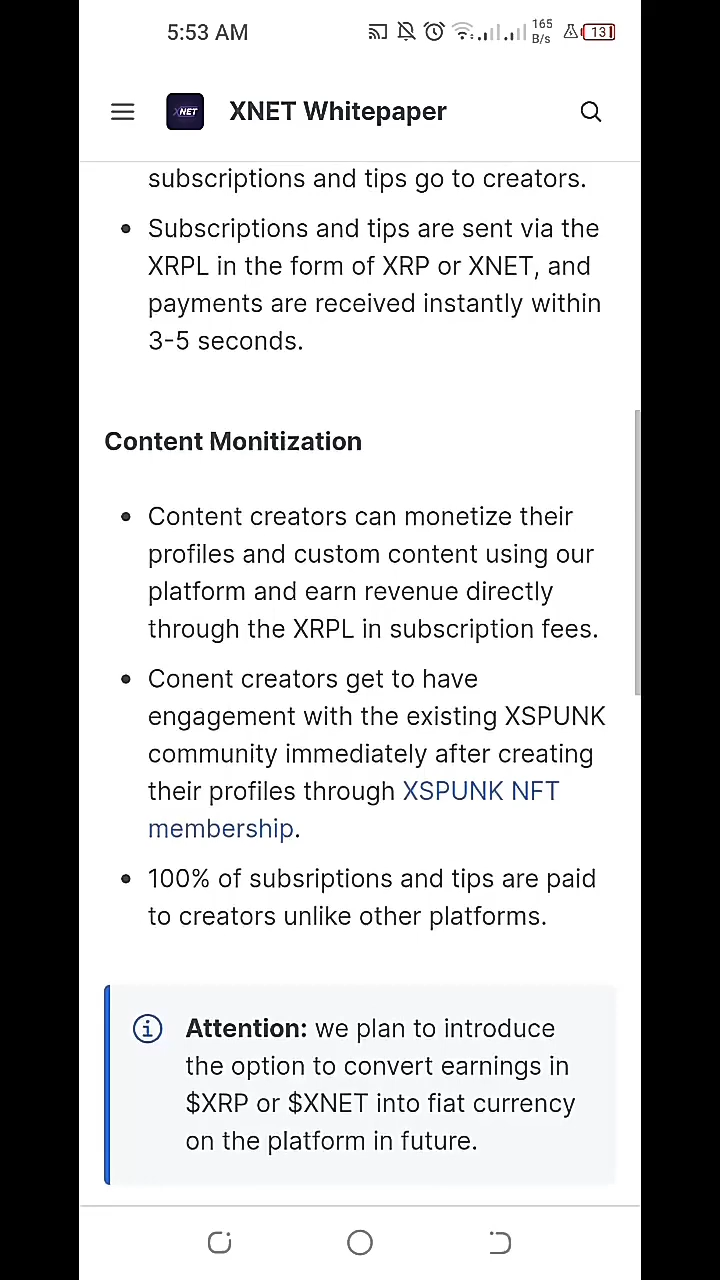 5:53 AM
165
B/s
13
XNET
XNET Whitepaper
subscriptions and tips go to creators.
Subscriptions and tips are sent via the
XRPL in the form of XRP or XNET, and
payments are received instantly within
3-5 seconds.
Content Monitization
Content creators can monetize their
profiles and custom content using our
platform and earn revenue directly
through the XRPL in subscription fees.
Conent creators get to have
engagement with the existing XSPUNK
community immediately after creating
their profiles through XSPUNK NFT
membership.
100% of subsriptions and tips are paid
to creators unlike other platforms.
Attention: we plan to introduce
the option to convert earnings in
$XRP or $XNET into fiat currency
on the platform in future.